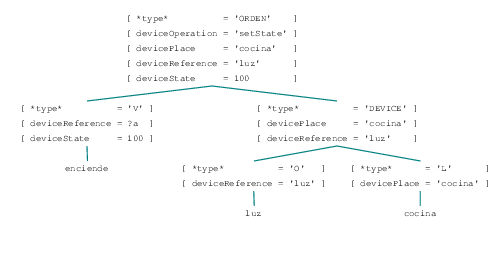 [ *type* = 'ORDEN' ]
[ deviceOperation = 'setState' ]
[ devicePlace = 'cocina' ]
[ deviceReference = 'luz' ]
[ deviceState = 100 ]
[ *type* = 'V' ] [ *type* = 'DEVICE' ]
[ deviceReference = ?a ] [ devicePlace = 'cocina' ]
[ deviceState = 100 ] [ deviceReference = 'luz' ]
enciende [ *type* = 'O' ] [ *type* = 'L' ]
[ deviceReference = 'luz' ] [ devicePlace = 'cocina' ]
luz cocina